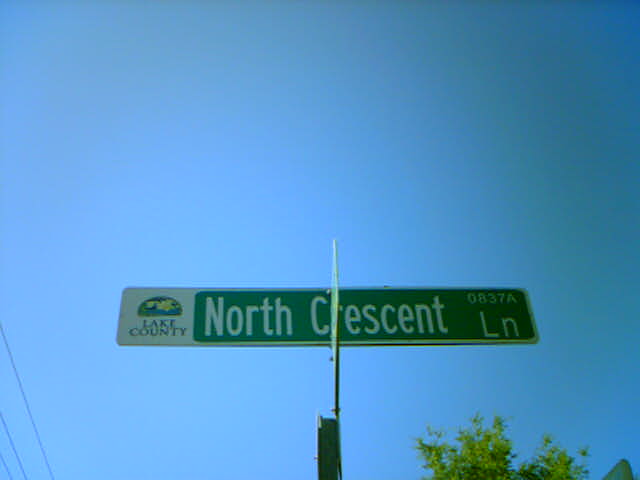 LAKE
COUNTY
North Crescent Ln
0837A